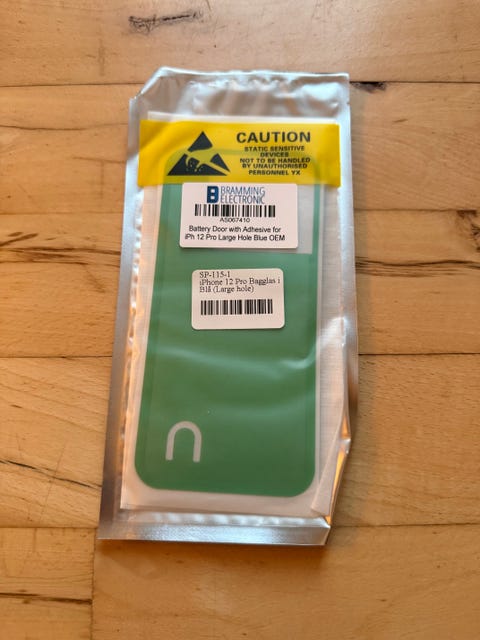 CAUTION
STATIC SENSITIVE
DEVICES
NOT TO BE HANDLED
BY UNAUTHORISED
PERSONNEL YX
B BRAMMING
ELECTRONIC
AS067410
Battery Door with Adhesive for
iPh 12 Pro Large Hole Blue OEM
SP-115-1
iPhone 12 Pro Bagglas i
Blå (Large hole)